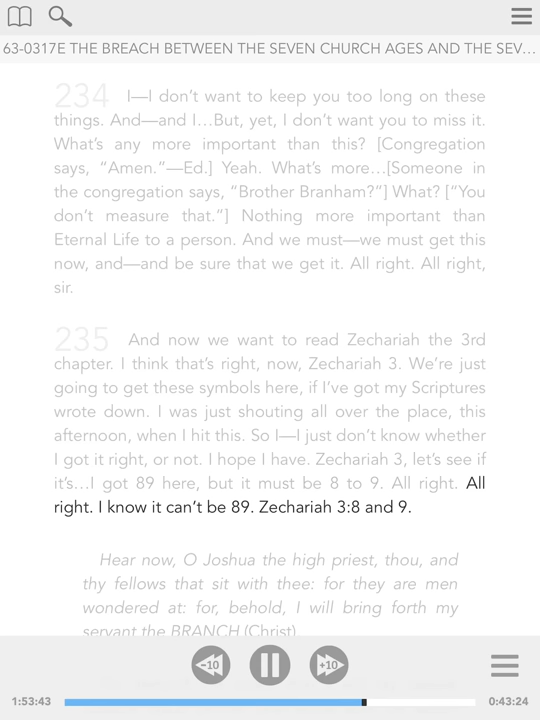 63-0317E THE BREACH BETWEEN THE SEVEN CHURCH AGES AND THE SEV...
234 I—I don't want to keep you too long on these
things. And—and I...But, yet, I don't want you to miss it.
What's any more important than this? [Congregation
says, "Amen."—Ed.] Yeah. What's more...[Someone in
the congregation says, "Brother Branham?"] What? ["You
don't measure that."] Nothing more important than
Eternal Life to a person. And we must—we must get this
now, and—and be sure that we get it. All right. All right,
sir.
235 And now we want to read Zechariah the 3rd
chapter. I think that's right, now, Zechariah 3. We're just
going to get these symbols here, if I've got my Scriptures
wrote down. I was just shouting all over the place, this
afternoon, when I hit this. So I—I just don't know whether
I got it right, or not. I hope I have. Zechariah 3, let's see if
it's...I got 89 here, but it must be 8 to 9. All right. All
right. I know it can't be 89. Zechariah 3:8 and 9.
Hear now, O Joshua the high priest, thou, and
thy fellows that sit with thee: for they are men
wondered at: for, behold, I will bring forth my
servant the BRANCH (Christ).
-10 +10
1:53:43 0:43:24